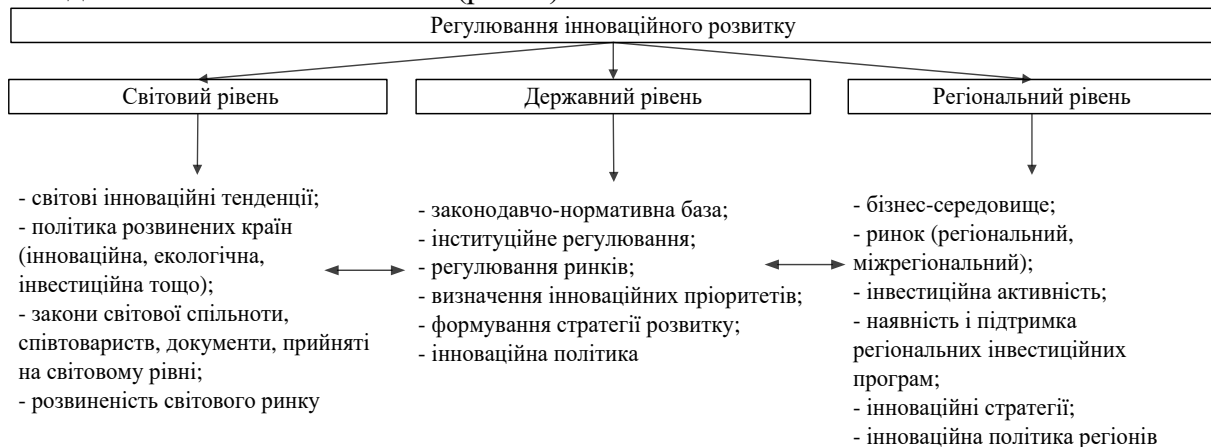 Регулювання інноваційного розвитку
Світовий рівень
Державний рівень
Регіональний рівень
- світові інноваційні тенденції;
- політика розвинених країн
(інноваційна, екологічна,
інвестиційна тощо);
- закони світової спільноти,
співтовариств, документи, прийняті
на світовому рівні;
- розвиненість світового ринку
- законодавчо-нормативна база;
- інституційне регулювання;
- регулювання ринків;
- визначення інноваційних пріоритетів;
- формування стратегії розвитку;
- інноваційна політика
- бізнес-середовище;
- ринок (регіональний,
міжрегіональний);
- інвестиційна активність;
- наявність і підтримка
регіональних інвестиційних
програм;
- інноваційні стратегії;
- інноваційна політика регіонів